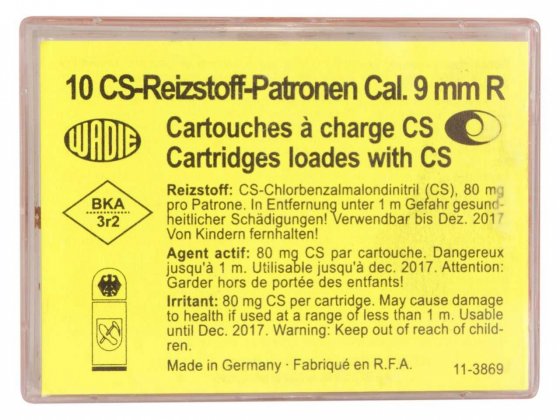 10 CS-Reizstoff-Patronen Cal. 9 mm R
WADIE
Cartouches à charge CS
Cartridges loades with CS
Reizstoff: CS-Chlorbenzalmalondinitril (CS), 80 mg
pro Patrone. In Entfernung unter 1 m Gefahr gesund-
heitlicher Schädigungen! Verwendbar bis Dez. 2017
Von Kindern fernhalten!
BKA
3r2
Agent actif: 80 mg CS par cartouche. Dangereux
jusqu'à 1 m. Utilisable jusqu'à dec. 2017. Attention:
Garder hors de portée des entfants!
Irritant: 80 mg CS per cartridge. May cause damage
to health if used at a range of less than 1 m. Usable
until Dec. 2017. Warning: Keep out of reach of child-
ren.
Made in Germany · Fabriqué en R.F.A.
11-3869